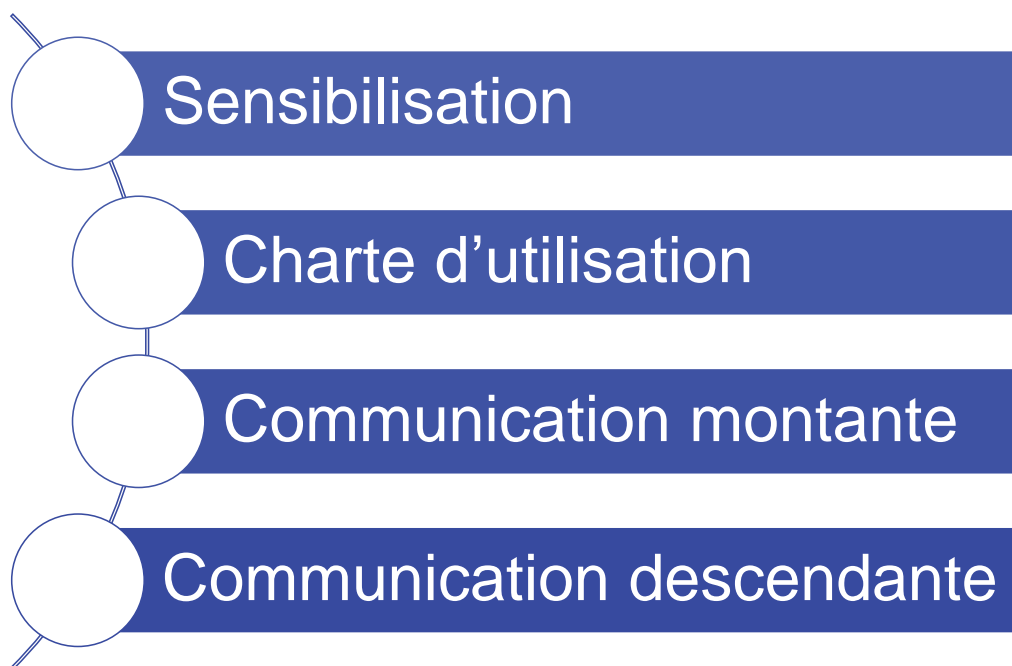 Sensibilisation
Charte d’utilisation
Communication montante
Communication descendante